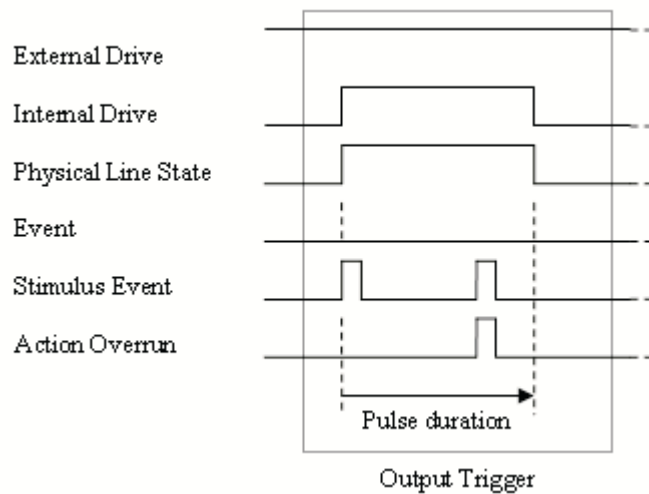 External Drive
Internal Drive
Physical Line State
Event
Stimulus Event
Action Overrun
Pulse duration
Output Trigger